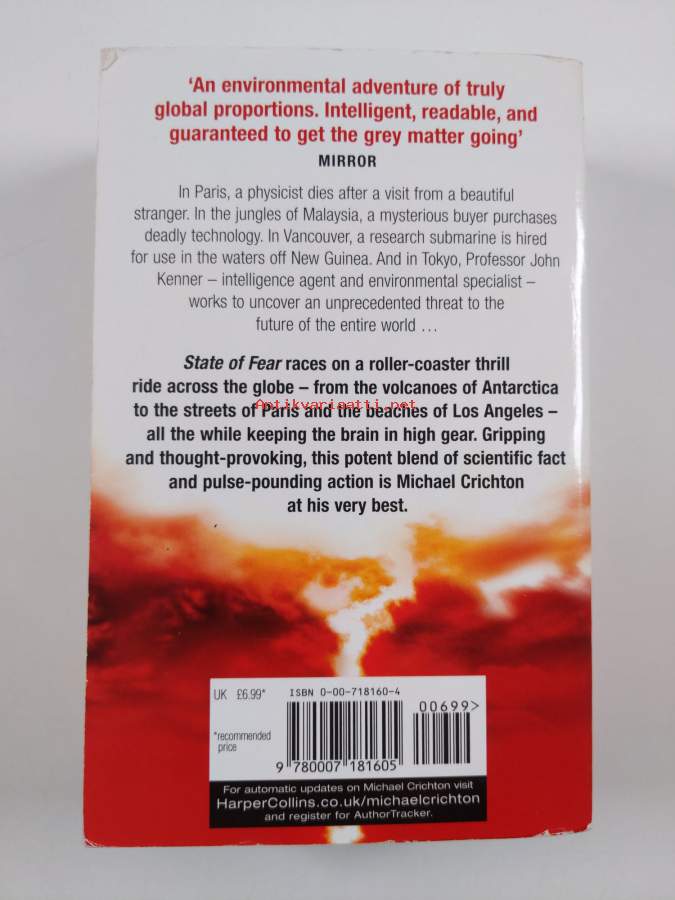 ‘An environmental adventure of truly
global proportions. Intelligent, readable, and
guaranteed to get the grey matter going’
MIRROR
In Paris, a physicist dies after a visit from a beautiful
stranger. In the jungles of Malaysia, a mysterious buyer purchases
deadly technology. In Vancouver, a research submarine is hired
for use in the waters off New Guinea. And in Tokyo, Professor John
Kenner – intelligence agent and environmental specialist –
works to uncover an unprecedented threat to the
future of the entire world …
State of Fear races on a roller-coaster thrill
ride across the globe – from the volcanoes of Antarctica
to the streets of Paris and the beaches of Los Angeles –
Antikvariaatti.net
all the while keeping the brain in high gear. Gripping
and thought-provoking, this potent blend of scientific fact
and pulse-pounding action is Michael Crichton
at his very best.
UK £6.99*
*recommended
price
ISBN 0-00-718160-4
00699>
9 780007 181605
For automatic updates on Michael Crichton visit
HarperCollins.co.uk/michaelcrichton
and register for AuthorTracker.